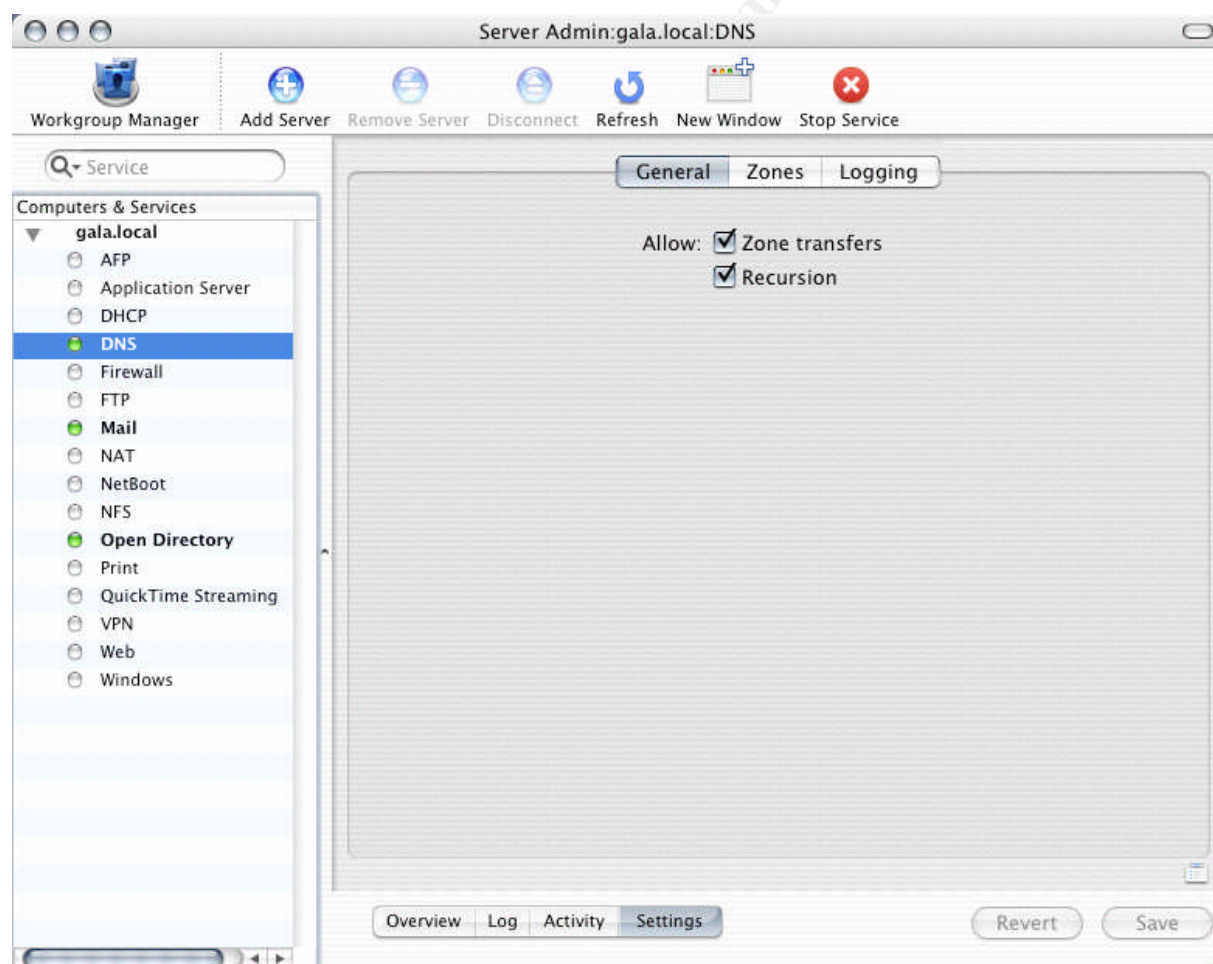 Server Admin:gala.local:DNS
Workgroup Manager Add Server Remove Server Disconnect Refresh New Window Stop Service
Service
General Zones Logging
Computers & Services
gala.local
Allow: Zone transfers
AFP
Recursion
Application Server
DHCP
DNS
Firewall
FTP
Mail
NAT
NetBoot
NFS
Open Directory
Print
QuickTime Streaming
VPN
Web
Windows
Overview Log Activity Settings
Revert Save